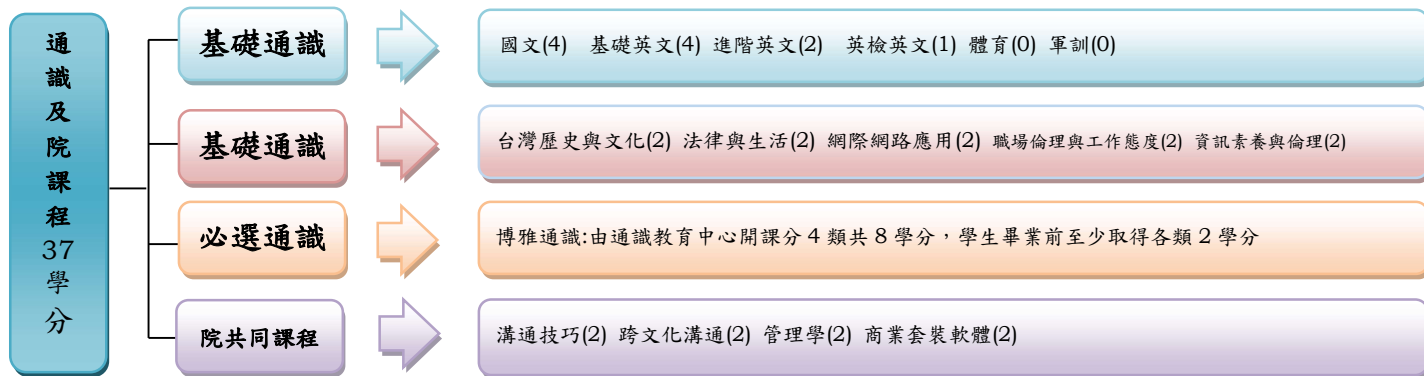 通識及院課程37學分
基礎通識
國文(4) 基礎英文(4) 進階英文(2) 英檢英文(1) 體育(0) 軍訓(0)
基礎通識
台灣歷史與文化(2) 法律與生活(2) 網際網路應用(2) 職場倫理與工作態度(2) 資訊素養與倫理(2)
必選通識
博雅通識:由通識教育中心開課分 4 類共 8 學分，學生畢業前至少取得各類 2 學分
院共同課程
溝通技巧(2) 跨文化溝通(2) 管理學(2) 商業套裝軟體(2)